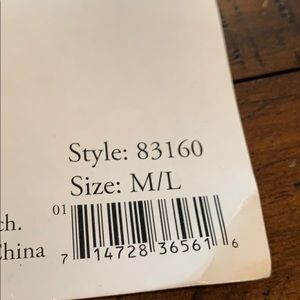 Style: 83160
Size: M/L
01
ch.
China
7 14728 36561 6